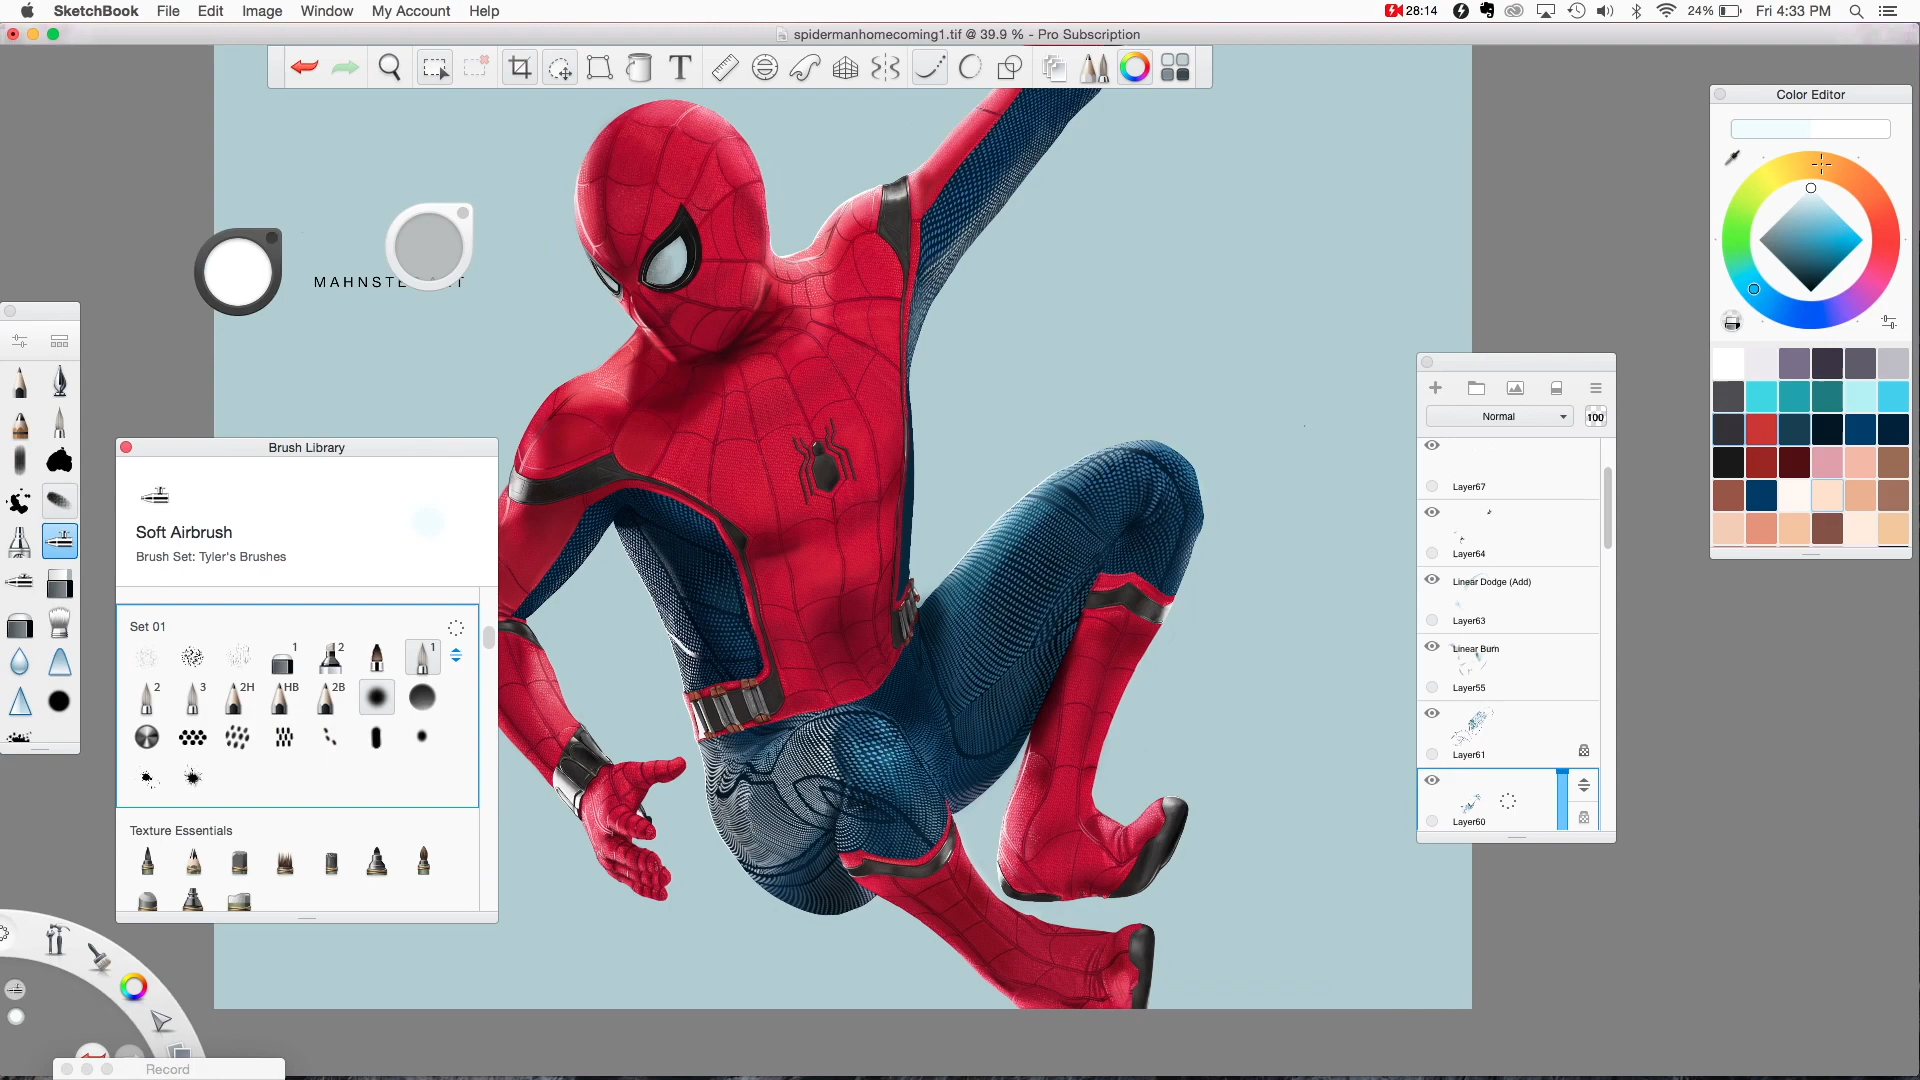 SketchBook File Edit Image Window My Account Help 28:14 24% Fri 4:33 PM
spidermanhomecoming1.tif @ 39.9 % - Pro Subscription
T
Color Editor
Brush Library
Soft Airbrush
Brush Set: Tyler's Brushes
Set 01
1 2 1
2 3 2H HB 2B
Texture Essentials
Normal 100
Layer67
Layer64
Linear Dodge (Add)
Layer63
Linear Burn
Layer55
Layer61
Layer60
Record